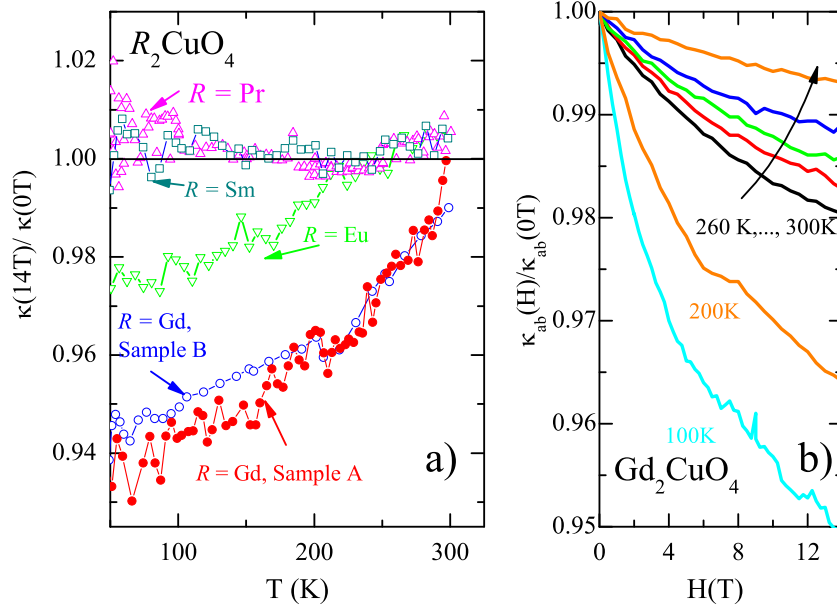 R₂CuO₄
R = Pr
R = Sm
R = Eu
R = Gd,
Sample B
R = Gd, Sample A
a)
1.02
1.00
0.98
0.96
0.94
κ(14T)/ κ(0T)
100
200
300
T (K)
1.00
0.99
0.98
0.97
0.96
0.95
κab(H)/κab(0T)
260 K,..., 300K
200K
100K
b)
Gd₂CuO₄
0
4
8
12
H(T)